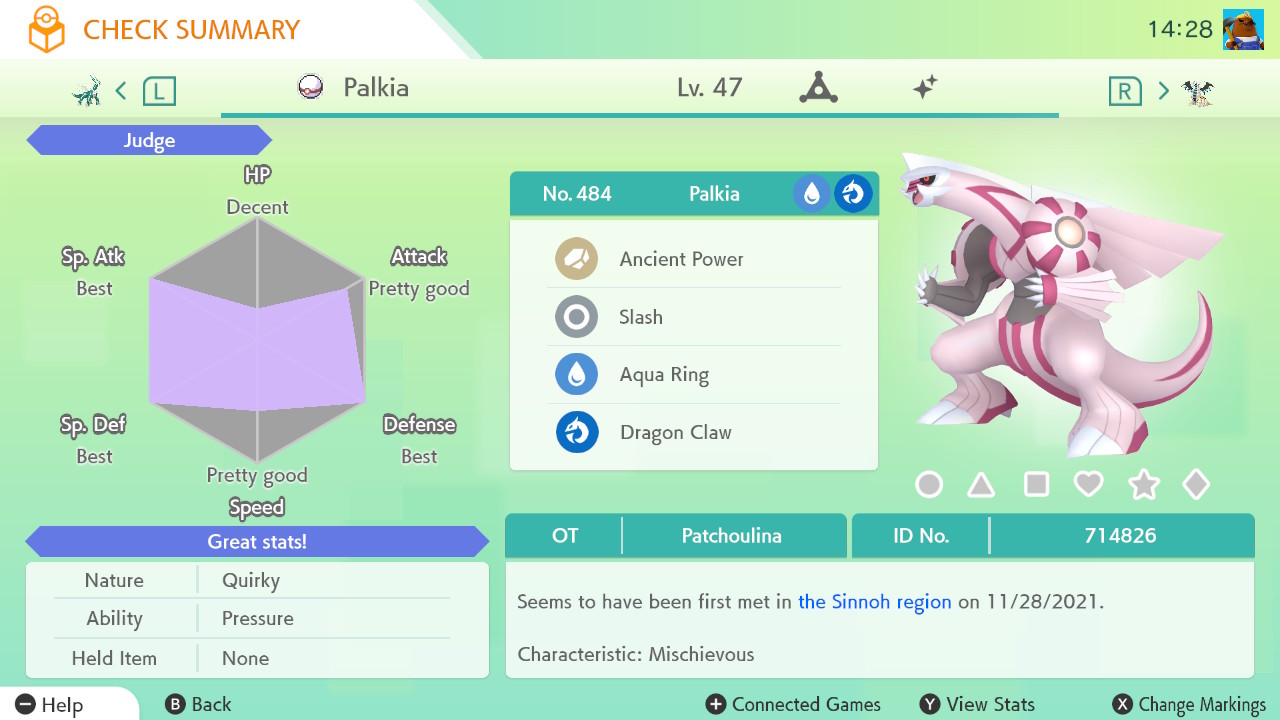 CHECK SUMMARY
14:28
L
Palkia
Lv. 47
R
Judge
HP
Decent
Sp. Atk
Best
Attack
Pretty good
Sp. Def
Best
Defense
Best
Pretty good
Speed
Great stats!
Nature Quirky
Ability Pressure
Held Item None
No. 484 Palkia
Ancient Power
Slash
Aqua Ring
Dragon Claw
OT Patchoulina
ID No. 714826
Seems to have been first met in the Sinnoh region on 11/28/2021.
Characteristic: Mischievous
Help
B Back
Connected Games
Y View Stats
X Change Markings